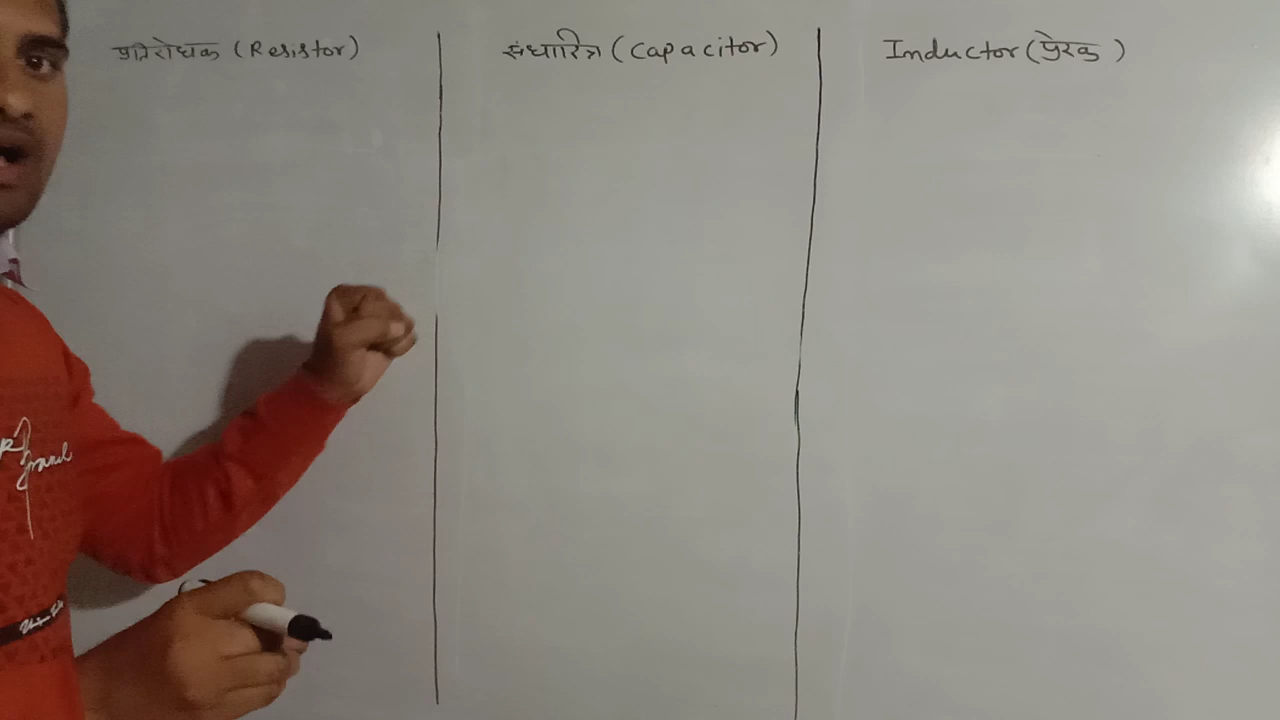 प्रतिरोधक (Resistor)
संधारित्र (Capacitor)
Inductor (प्रेरक)